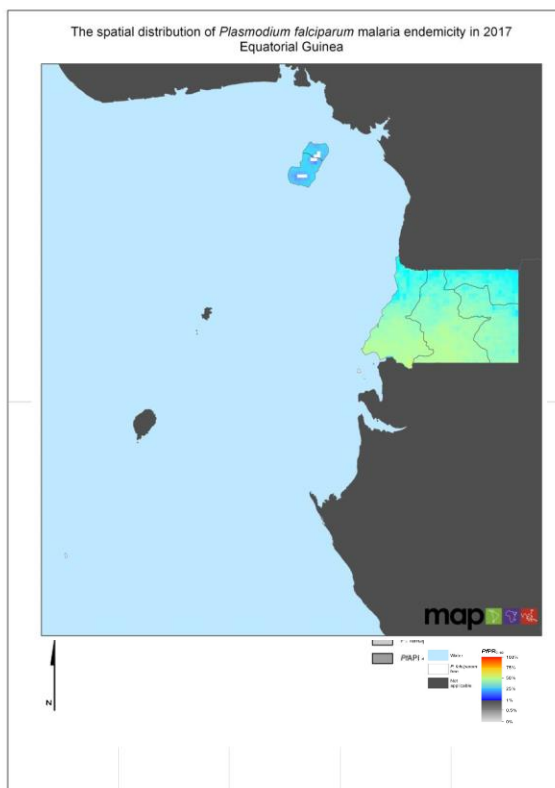 The spatial distribution of Plasmodium falciparum malaria endemicity in 2017
Equatorial Guinea
map
PfAPI
Water
P. falciparum
free
Not
applicable
PfPR
100%
75%
50%
25%
1%
0.5%
0%
N